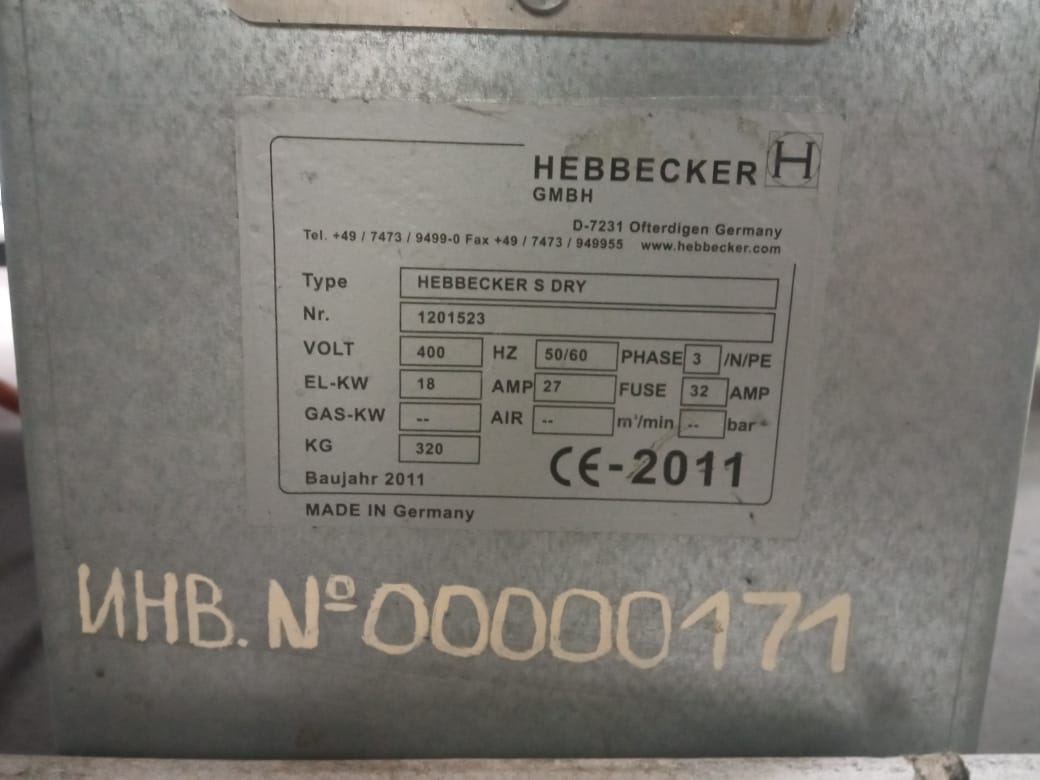 HEBBECKER H
GMBH
D-7231 Ofterdigen Germany
Tel. +49 / 7473 / 9499-0 Fax +49 / 7473 / 949955 www.hebbecker.com
Type HEBBECKER S DRY
Nr. 1201523
VOLT 400 HZ 50/60 PHASE 3 /N/PE
EL-KW 18 AMP 27 FUSE 32 AMP
GAS-KW -- AIR -- m³/min -- bar
KG 320
CE-2011
Baujahr 2011
MADE IN Germany
ИНВ. №00000171